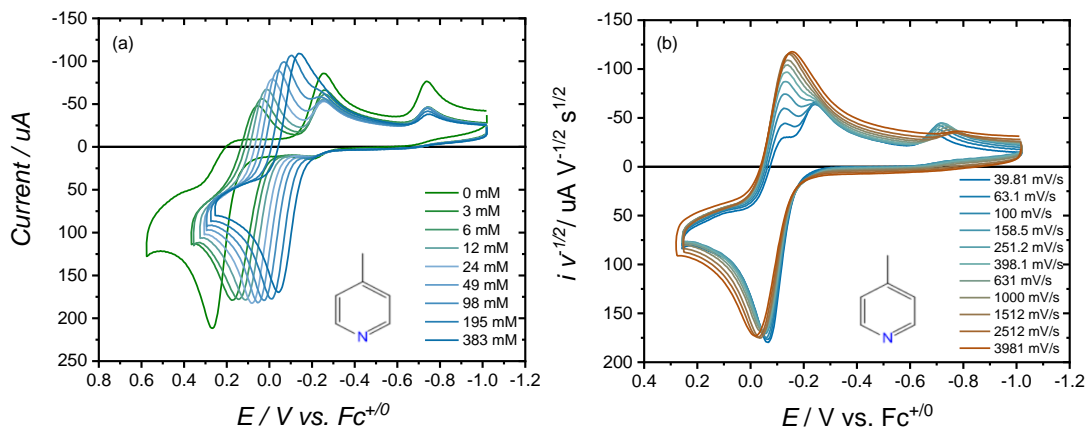 (a)
-100
-50
0
50
100
150
200
250
Current / uA
0.8 0.6 0.4 0.2 0.0 -0.2 -0.4 -0.6 -0.8 -1.0 -1.2
E / V vs. Fc+/0
0 mM
3 mM
6 mM
12 mM
24 mM
49 mM
98 mM
195 mM
383 mM
N
(b)
-150
-100
-50
0
50
100
150
200
i v-1/2/ uA V-1/2 s1/2
0.4 0.2 0.0 -0.2 -0.4 -0.6 -0.8 -1.0 -1.2
E / V vs. Fc+/0
39.81 mV/s
63.1 mV/s
100 mV/s
158.5 mV/s
251.2 mV/s
398.1 mV/s
631 mV/s
1000 mV/s
1512 mV/s
2512 mV/s
3981 mV/s
N